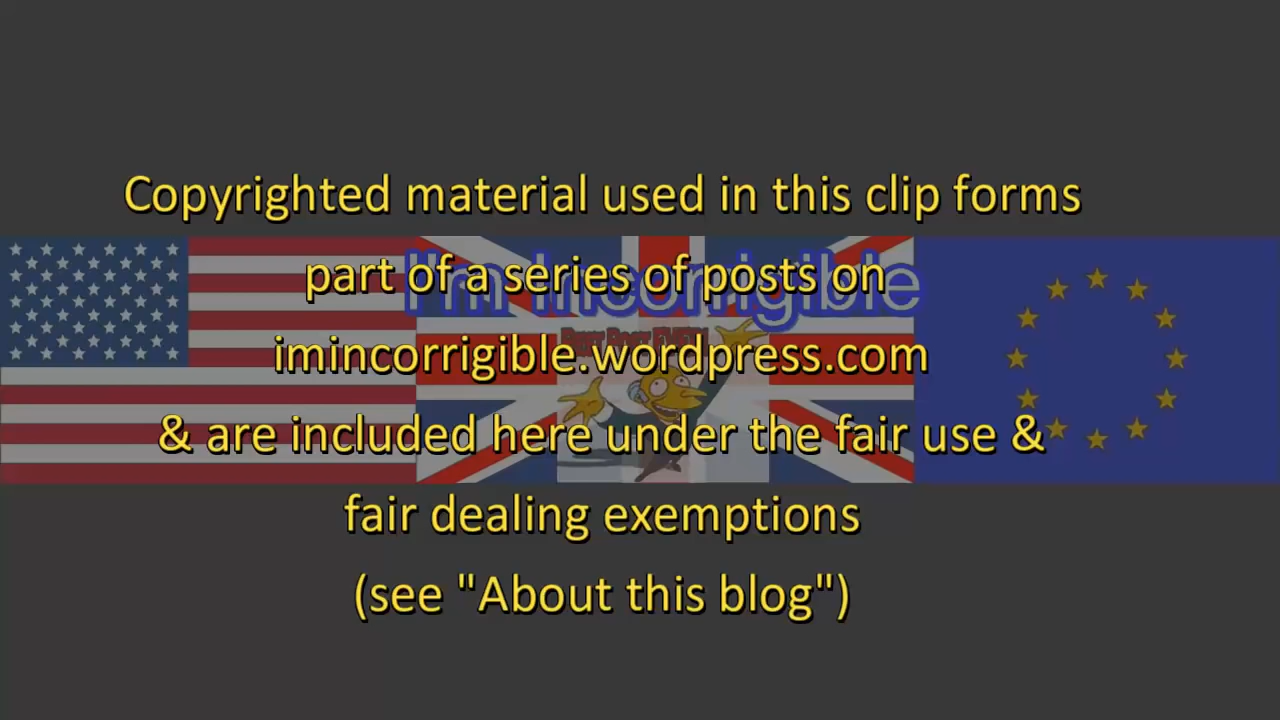 Copyrighted material used in this clip forms
part of a series of posts on
I'm Incorrigible
imincorrigible.wordpress.com
& are included here under the fair use &
fair dealing exemptions
(see "About this blog")